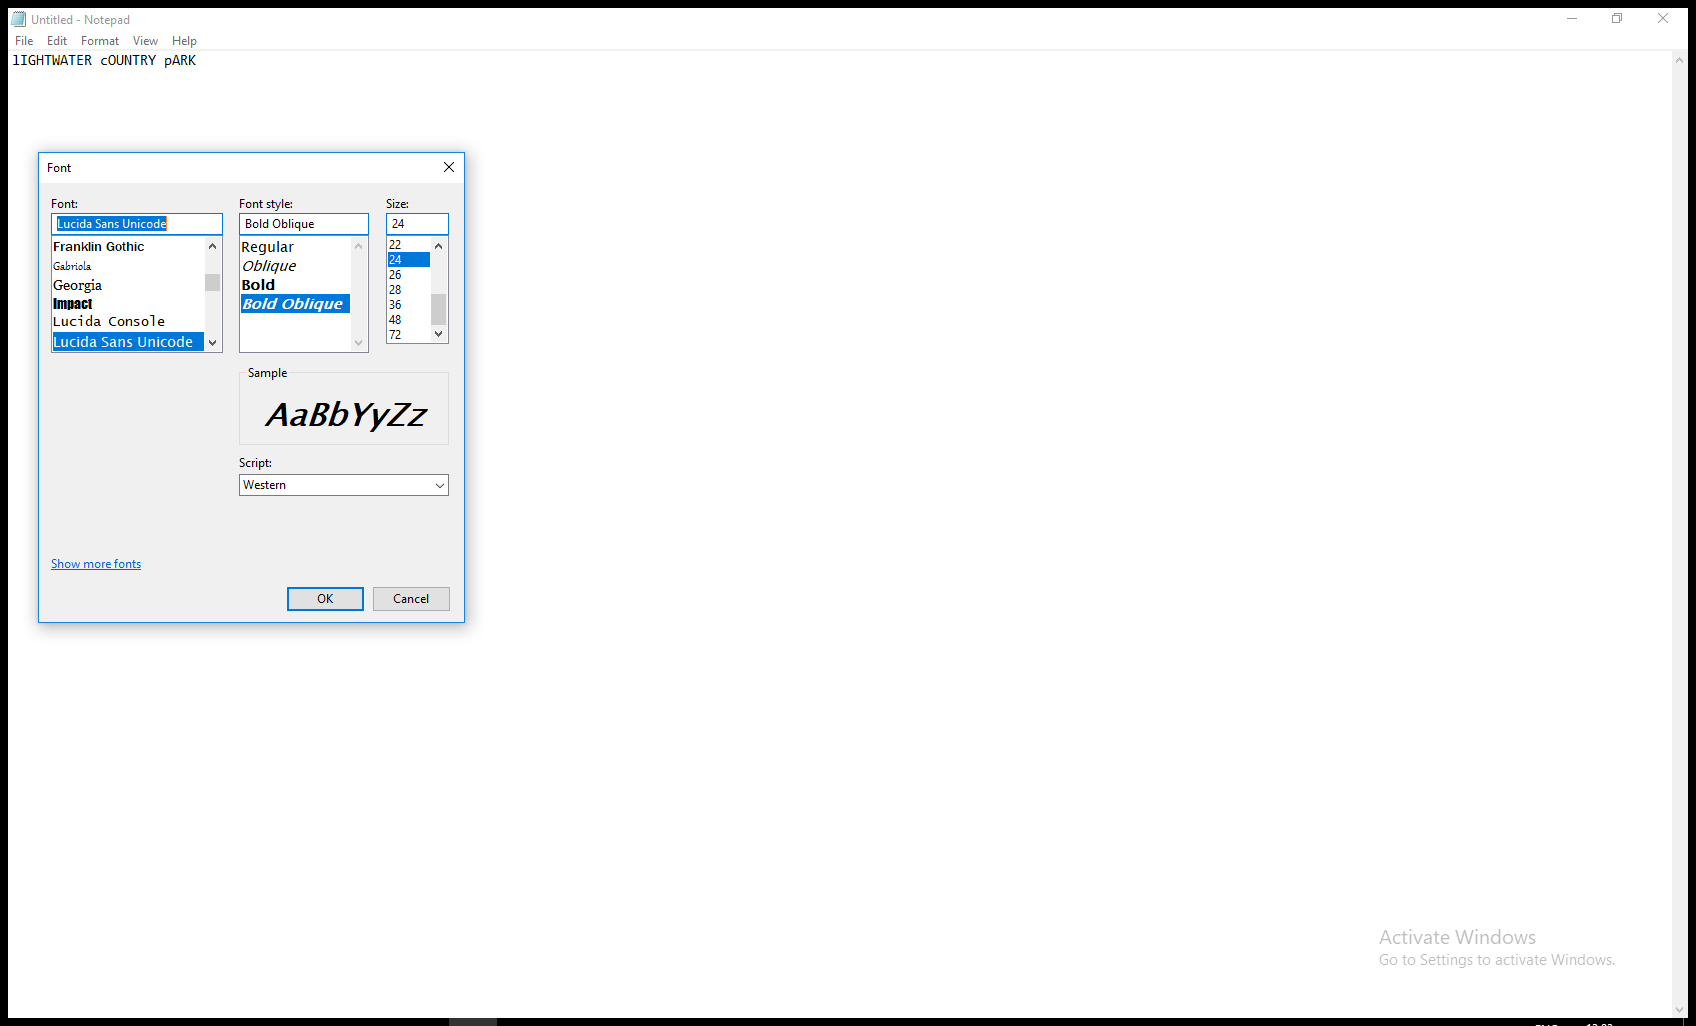 Untitled - Notepad
File Edit Format View Help
lIGHTWATER cOUNTRY pARK
Font
Font: Font style: Size:
Lucida Sans Unicode Bold Oblique 24
Franklin Gothic
Gabriola
Georgia
Impact
Lucida Console
Lucida Sans Unicode
Regular
Oblique
Bold
Bold Oblique
22
24
26
28
36
48
72
Sample
AaBbYyZz
Script:
Western
Show more fonts
OK Cancel
Activate Windows
Go to Settings to activate Windows.